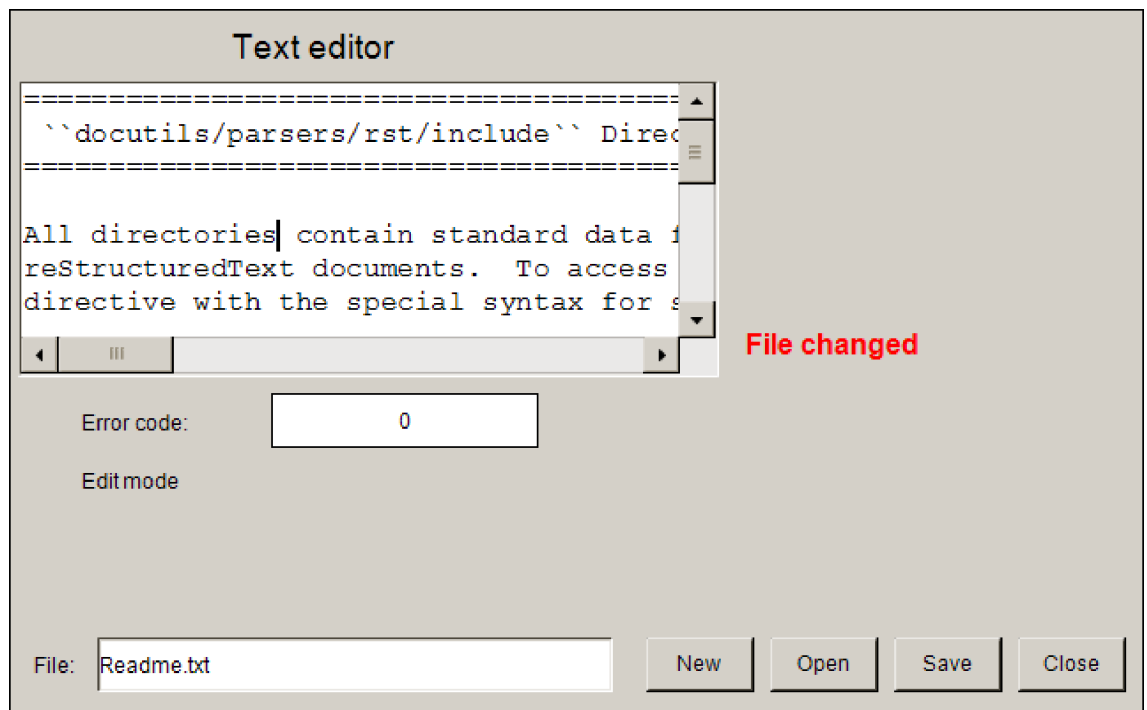 Text editor
=======================================
``docutils/parsers/rst/include`` Direc
=======================================
All directories contain standard data f
reStructuredText documents.  To access
directive with the special syntax for s
File changed
Error code: 0
Edit mode
File: Readme.txt New Open Save Close